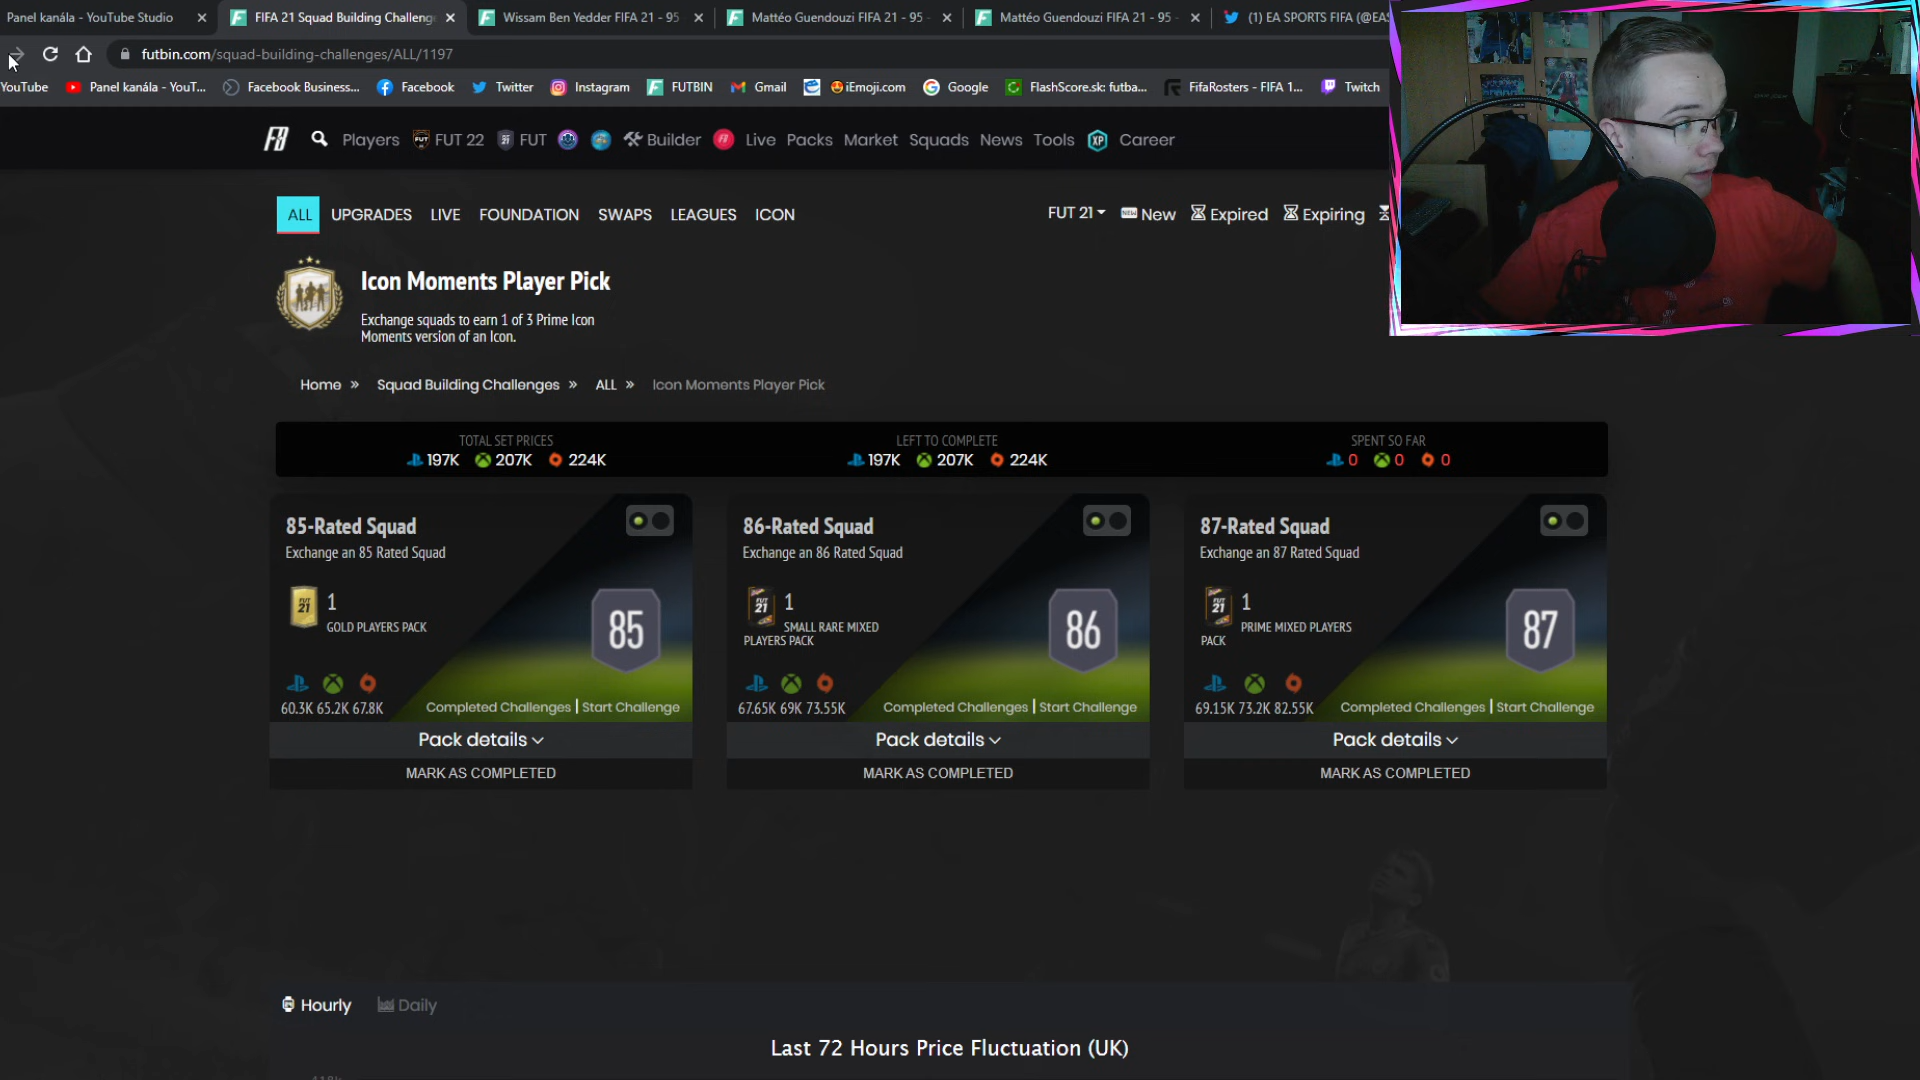 Panel kanála - YouTube Studio
FIFA 21 Squad Building Challeng
Wissam Ben Yedder FIFA 21 - 95
Mattéo Guendouzi FIFA 21 - 95 -
Mattéo Guendouzi FIFA 21 - 95 -
(1) EA SPORTS FIFA (@EAS
futbin.com/squad-building-challenges/ALL/1197
YouTube
Panel kanála - YouT...
Facebook Business...
Facebook
Twitter
Instagram
FUTBIN
Gmail
iEmoji.com
Google
FlashScore.sk: futba...
FifaRosters - FIFA 1...
Twitch
Players
FUT 22
FUT
Builder
Live
Packs
Market
Squads
News
Tools
XP
Career
ALL
UPGRADES
LIVE
FOUNDATION
SWAPS
LEAGUES
ICON
FUT 21
NEW New
Expired
Expiring
Icon Moments Player Pick
Exchange squads to earn 1 of 3 Prime Icon
Moments version of an Icon.
Home » Squad Building Challenges » ALL » Icon Moments Player Pick
TOTAL SET PRICES
197K 207K 224K
LEFT TO COMPLETE
197K 207K 224K
SPENT SO FAR
0 0 0
85-Rated Squad
Exchange an 85 Rated Squad
FUT 21
1
GOLD PLAYERS PACK
85
60.3K 65.2K 67.8K
Completed Challenges | Start Challenge
Pack details
MARK AS COMPLETED
86-Rated Squad
Exchange an 86 Rated Squad
FUT 21
1
SMALL RARE MIXED
PLAYERS PACK
86
67.65K 69K 73.55K
Completed Challenges | Start Challenge
Pack details
MARK AS COMPLETED
87-Rated Squad
Exchange an 87 Rated Squad
FUT 21
1
PRIME MIXED PLAYERS
PACK
87
69.15K 73.2K 82.55K
Completed Challenges | Start Challenge
Pack details
MARK AS COMPLETED
Hourly
Daily
Last 72 Hours Price Fluctuation (UK)